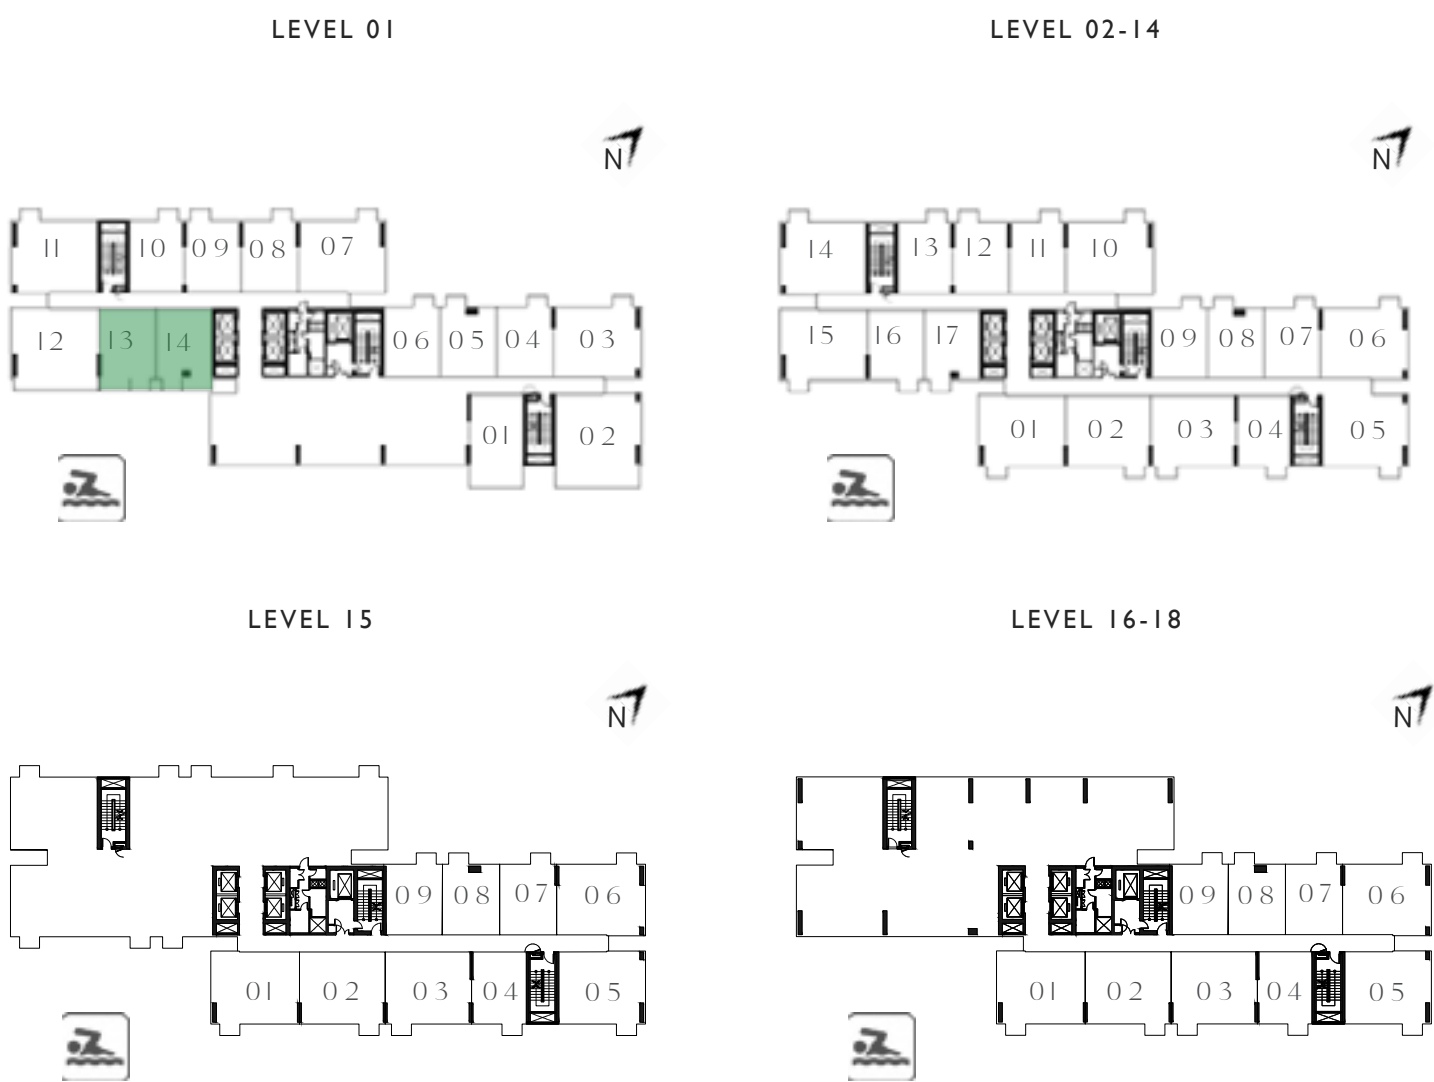 LEVEL 01
LEVEL 02-14
N
N
11 10 09 08 07
12 13 14 06 05 04 03
01 02
14 13 12 11 10
15 16 17 09 08 07 06
01 02 03 04 05
LEVEL 15
LEVEL 16-18
N
N
09 08 07 06
01 02 03 04 05
09 08 07 06
01 02 03 04 05